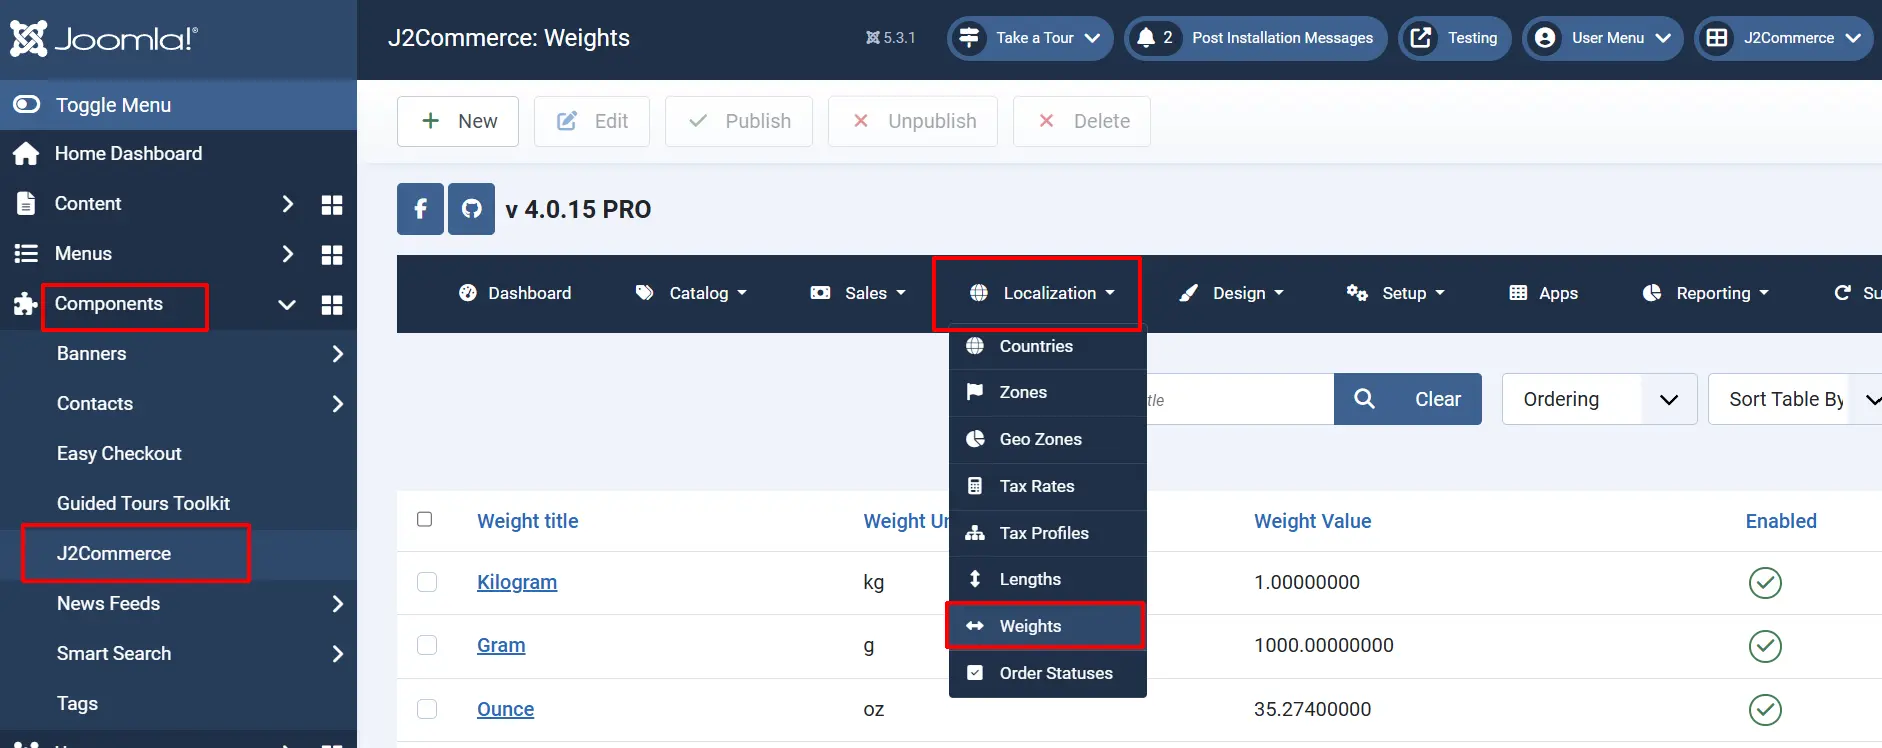 Joomla!®
J2Commerce: Weights
5.3.1
Take a Tour
2
Post Installation Messages
Testing
User Menu
J2Commerce
Toggle Menu
Home Dashboard
Content
Menus
Components
Banners
Contacts
Easy Checkout
Guided Tours Toolkit
J2Commerce
News Feeds
Smart Search
Tags
New
Edit
Publish
Unpublish
Delete
v 4.0.15 PRO
Dashboard
Catalog
Sales
Localization
Design
Setup
Apps
Reporting
Su
Countries
Zones
Geo Zones
Tax Rates
Tax Profiles
Lengths
Weights
Order Statuses
tle
Clear
Ordering
Sort Table By
Weight title
Weight Un
Weight Value
Enabled
Kilogram
kg
1.00000000
Gram
g
1000.00000000
Ounce
oz
35.27400000